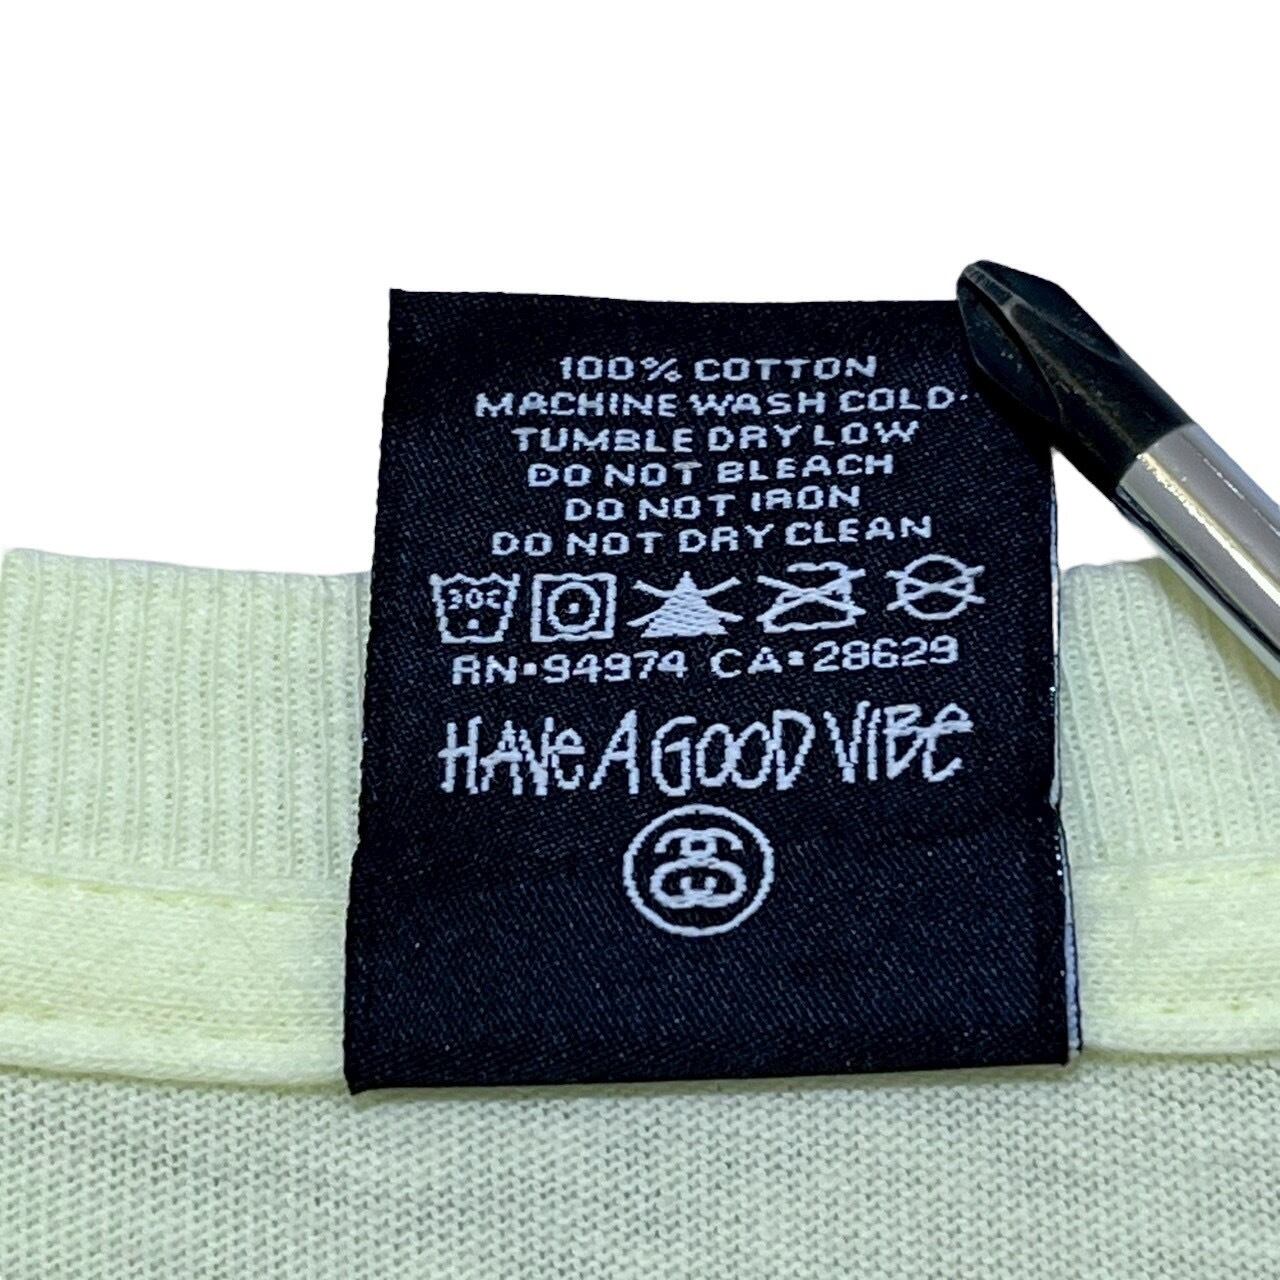 100% COTTON
MACHINE WASH COLD
TUMBLE DRY LOW
DO NOT BLEACH
DO NOT IRON
DO NOT DRY CLEAN
30C
RN•94974 CA:28629
HAVE A GOOD VIBE